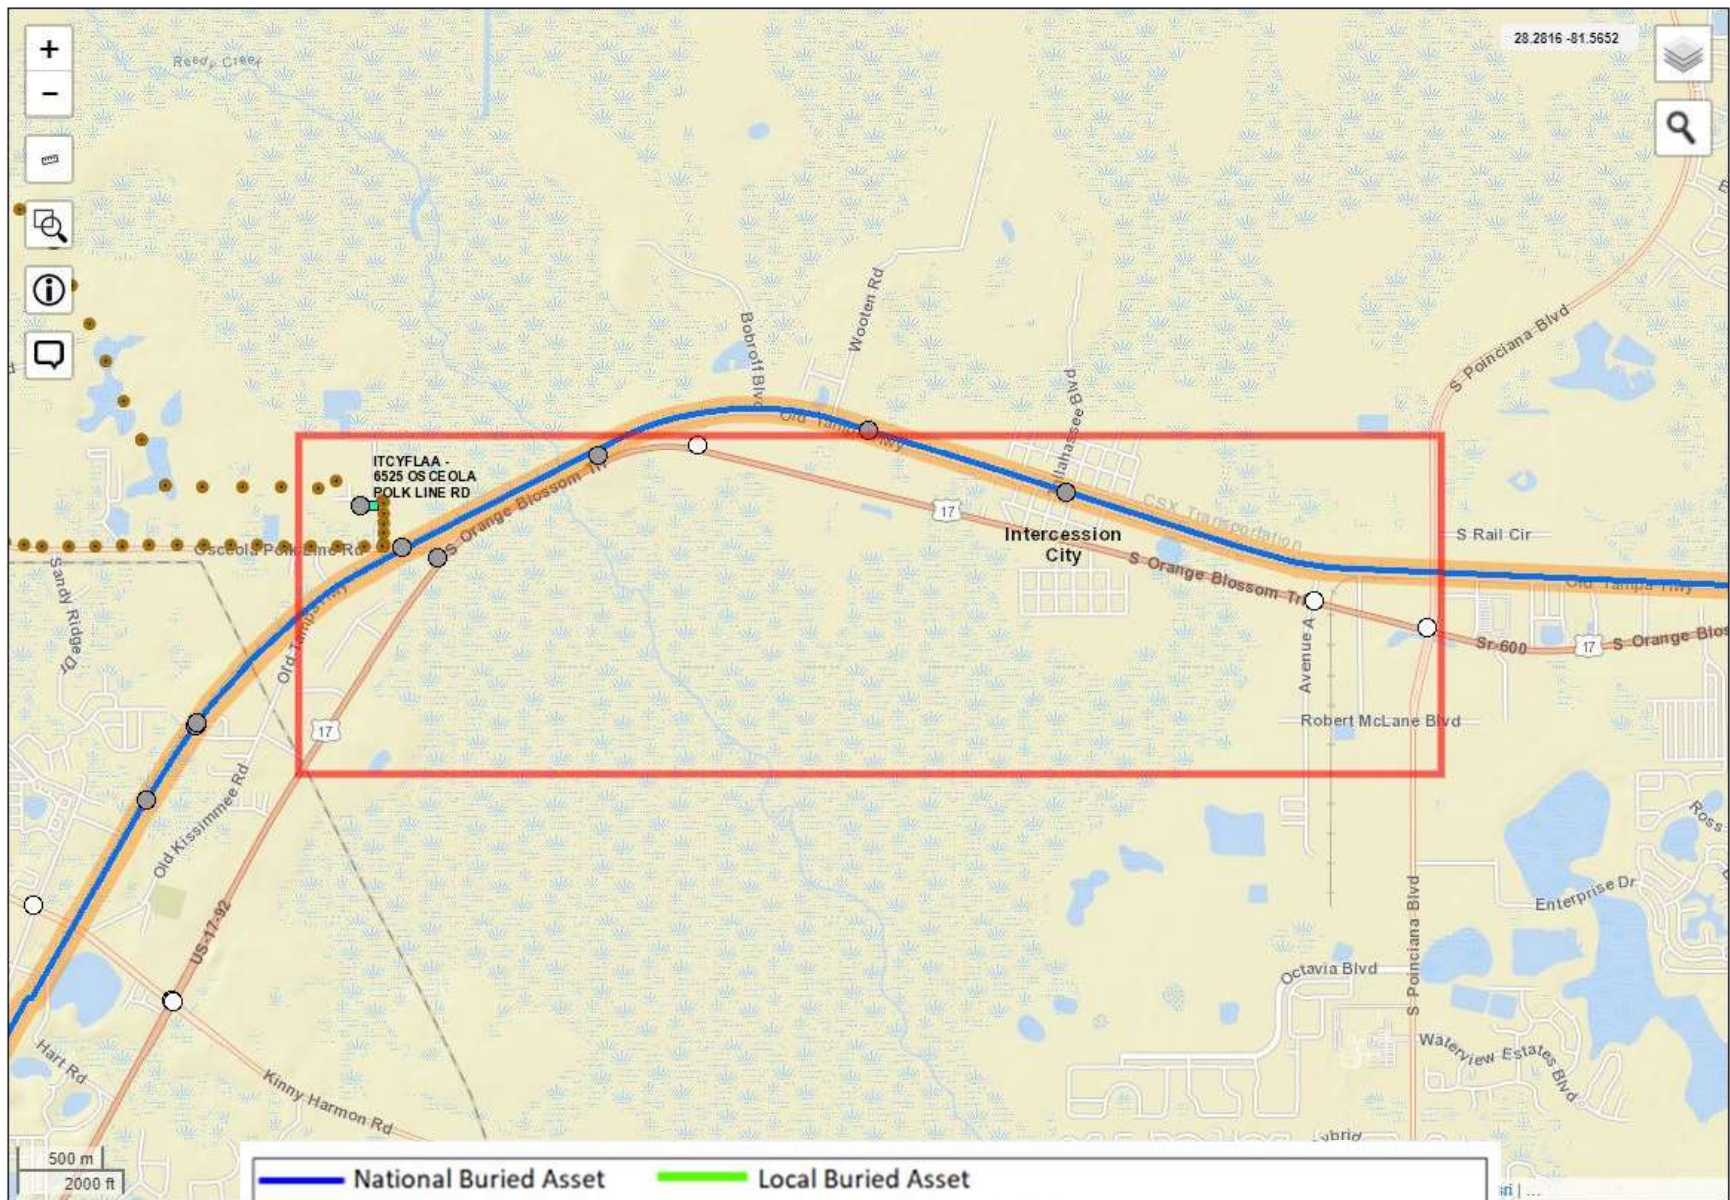 +
28.2816 -81.5652
−
Reedy Creek
S Poinciana Blvd
Wooten Rd
Bobroff Blvd
Old Tampa Hwy
ITCYFLAA -
6525 OSCEOLA
POLK LINE RD
S Orange Blossom Trl
17
CSX Transportation
Intercession
City
S Rail Cir
Osceola Polk Line Rd
S Orange Blossom Trl
Old Tampa Hwy
Sandy Ridge Dr
Old Tampa Hwy
Avenue A
Sr-600
17
S Orange Blos
17
Robert McLane Blvd
Old Kissimmee Rd
US-17-92
Enterprise Dr
Ross
S Poinciana Blvd
Octavia Blvd
Hart Rd
Kinny Harmon Rd
Waterview Estates Blvd
500 m
2000 ft
National Buried Asset
Local Buried Asset